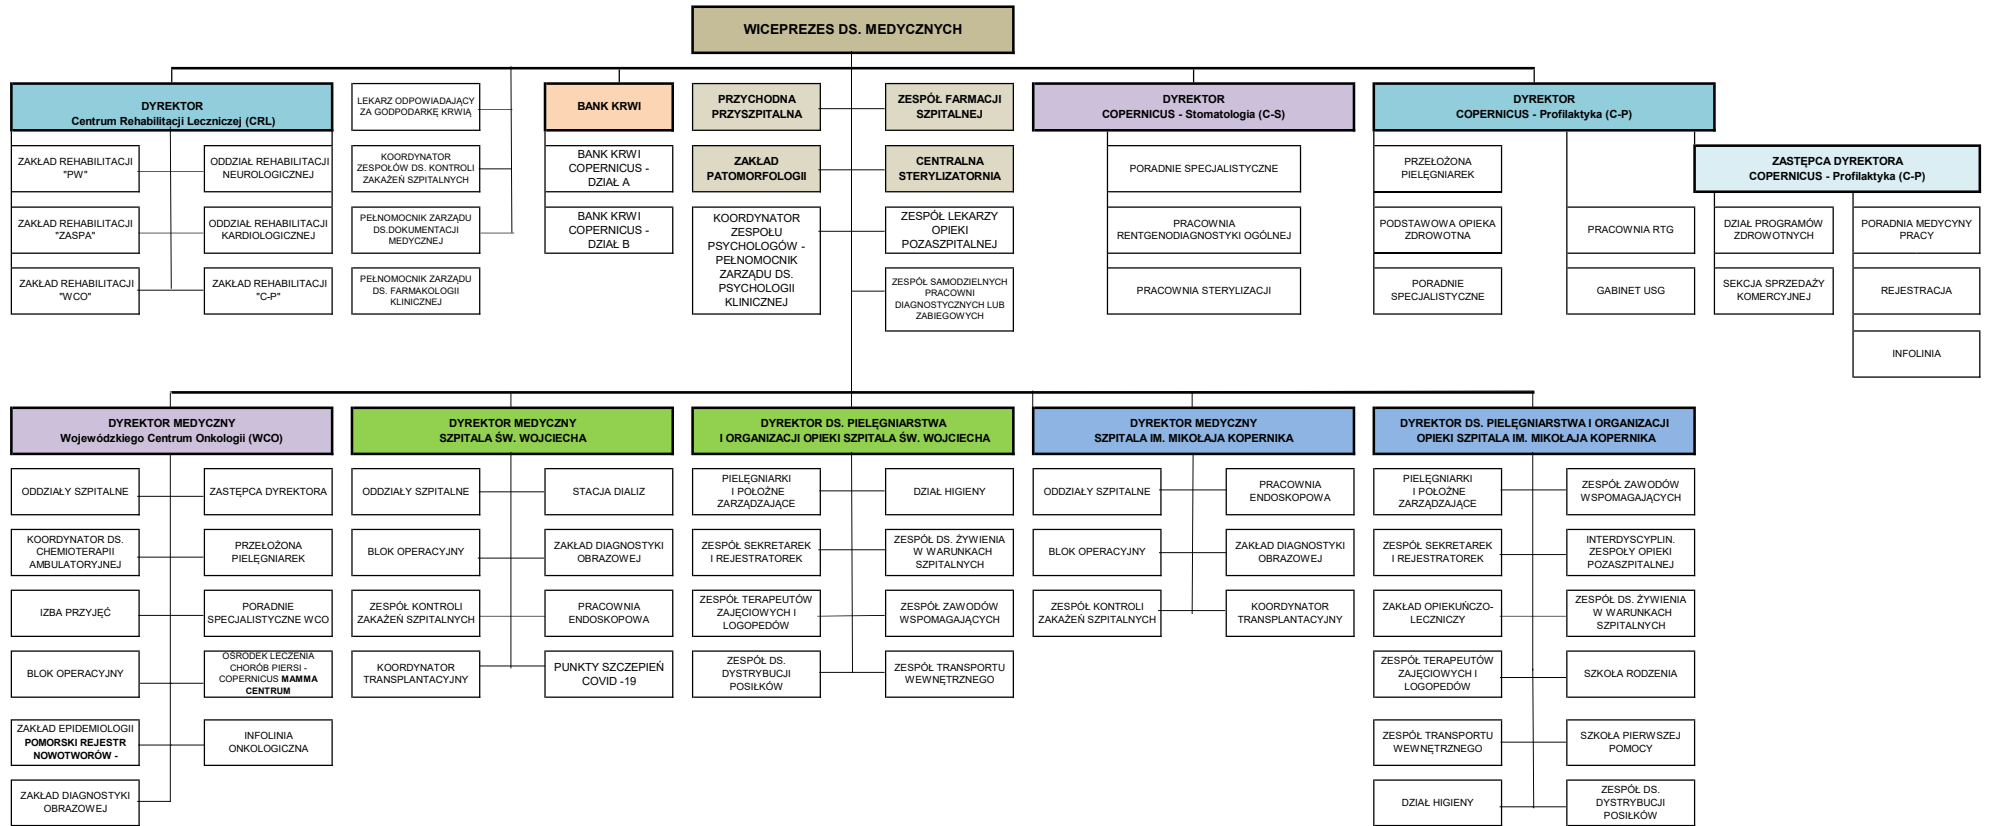 WICEPREZES DS. MEDYCZNYCH
DYREKTOR
Centrum Rehabilitacji Leczniczej (CRL)
ZAKŁAD REHABILITACJI
"PW"
ODDZIAŁ REHABILITACJI
NEUROLOGICZNEJ
ZAKŁAD REHABILITACJI
"ZASPA"
ODDZIAŁ REHABILITACJI
KARDIOLOGICZNEJ
ZAKŁAD REHABILITACJI
"WCO"
ZAKŁAD REHABILITACJI
"C-P"
LEKARZ ODPOWIADAJĄCY
ZA GODPODARKĘ KRWIĄ
KOORDYNATOR
ZESPOŁÓW DS. KONTROLI
ZAKAŻEŃ SZPITALNYCH
PEŁNOMOCNIK ZARZĄDU
DS.DOKUMENTACJI
MEDYCZNEJ
PEŁNOMOCNIK ZARZĄDU
DS. FARMAKOLOGII
KLINICZNEJ
BANK KRWI
BANK KRWI
COPERNICUS -
DZIAŁ A
BANK KRWI
COPERNICUS -
DZIAŁ B
PRZYCHODNA
PRZYSZPITALNA
ZESPÓŁ FARMACJI
SZPITALNEJ
ZAKŁAD
PATOMORFOLOGII
CENTRALNA
STERYLIZATORNIA
KOORDYNATOR
ZESPOŁU
PSYCHOLOGÓW -
PEŁNOMOCNIK
ZARZĄDU DS.
PSYCHOLOGII
KLINICZNEJ
ZESPÓŁ LEKARZY
OPIEKI
POZASZPITALNEJ
ZESPÓŁ SAMODZIELNYCH
PRACOWNI
DIAGNOSTYCZNYCH LUB
ZABIEGOWYCH
DYREKTOR
COPERNICUS - Stomatologia (C-S)
PORADNIE SPECJALISTYCZNE
PRACOWNIA
RENTGENODIAGNOSTYKI OGÓLNEJ
PRACOWNIA STERYLIZACJI
DYREKTOR
COPERNICUS - Profilaktyka (C-P)
PRZEŁOŻONA
PIELĘGNIAREK
PODSTAWOWA OPIEKA
ZDROWOTNA
PRACOWNIA RTG
PORADNIE
SPECJALISTYCZNE
GABINET USG
ZASTĘPCA DYREKTORA
COPERNICUS - Profilaktyka (C-P)
DZIAŁ PROGRAMÓW
ZDROWOTNYCH
PORADNIA MEDYCYNY
PRACY
SEKCJA SPRZEDAŻY
KOMERCYJNEJ
REJESTRACJA
INFOLINIA
DYREKTOR MEDYCZNY
Wojewódzkiego Centrum Onkologii (WCO)
ODDZIAŁY SZPITALNE
ZASTĘPCA DYREKTORA
KOORDYNATOR DS.
CHEMIOTERAPII
AMBULATORYJNEJ
PRZEŁOŻONA
PIELĘGNIAREK
IZBA PRZYJĘĆ
PORADNIE
SPECJALISTYCZNE WCO
BLOK OPERACYJNY
OŚRODEK LECZENIA
CHORÓB PIERSI -
COPERNICUS MAMMA
CENTRUM
ZAKŁAD EPIDEMIOLOGII
POMORSKI REJESTR
NOWOTWORÓW -
INFOLINIA
ONKOLOGICZNA
ZAKŁAD DIAGNOSTYKI
OBRAZOWEJ
DYREKTOR MEDYCZNY
SZPITALA ŚW. WOJCIECHA
ODDZIAŁY SZPITALNE
STACJA DIALIZ
BLOK OPERACYJNY
ZAKŁAD DIAGNOSTYKI
OBRAZOWEJ
ZESPÓŁ KONTROLI
ZAKAŻEŃ SZPITALNYCH
PRACOWNIA
ENDOSKOPOWA
KOORDYNATOR
TRANSPLANTACYJNY
PUNKTY SZCZEPIEŃ
COVID -19
DYREKTOR DS. PIELĘGNIARSTWA
I ORGANIZACJI OPIEKI SZPITALA ŚW. WOJCIECHA
PIELĘGNIARKI
I POŁOŻNE
ZARZĄDZAJĄCE
DZIAŁ HIGIENY
ZESPÓŁ SEKRETAREK
I REJESTRATOREK
ZESPÓŁ DS. ŻYWIENIA
W WARUNKACH
SZPITALNYCH
ZESPÓŁ TERAPEUTÓW
ZAJĘCIOWYCH I
LOGOPEDÓW
ZESPÓŁ ZAWODÓW
WSPOMAGAJĄCYCH
ZESPÓŁ DS.
DYSTRYBUCJI
POSIŁKÓW
ZESPÓŁ TRANSPORTU
WEWNĘTRZNEGO
DYREKTOR MEDYCZNY
SZPITALA IM. MIKOŁAJA KOPERNIKA
ODDZIAŁY SZPITALNE
PRACOWNIA
ENDOSKOPOWA
BLOK OPERACYJNY
ZAKŁAD DIAGNOSTYKI
OBRAZOWEJ
ZESPÓŁ KONTROLI
ZAKAŻEŃ SZPITALNYCH
KOORDYNATOR
TRANSPLANTACYJNY
DYREKTOR DS. PIELĘGNIARSTWA I ORGANIZACJI
OPIEKI SZPITALA IM. MIKOŁAJA KOPERNIKA
PIELĘGNIARKI
I POŁOŻNE
ZARZĄDZAJĄCE
ZESPÓŁ ZAWODÓW
WSPOMAGAJĄCYCH
ZESPÓŁ SEKRETAREK
I REJESTRATOREK
INTERDYSCYPLIN.
ZESPOŁY OPIEKI
POZASZPITALNEJ
ZAKŁAD OPIEKUŃCZO-
LECZNICZY
ZESPÓŁ DS. ŻYWIENIA
W WARUNKACH
SZPITALNYCH
ZESPÓŁ TERAPEUTÓW
ZAJĘCIOWYCH I
LOGOPEDÓW
SZKOŁA RODZENIA
ZESPÓŁ TRANSPORTU
WEWNĘTRZNEGO
SZKOŁA PIERWSZEJ
POMOCY
DZIAŁ HIGIENY
ZESPÓŁ DS.
DYSTRYBUCJI
POSIŁKÓW